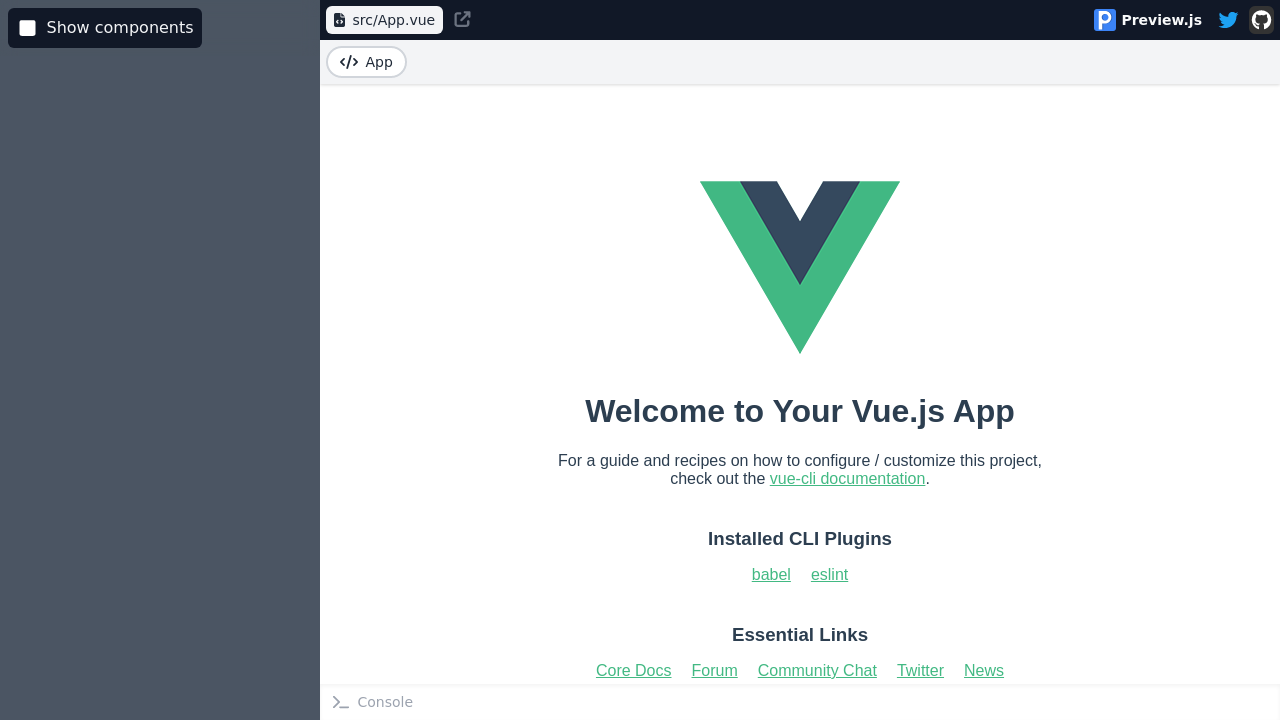 Show components
src/App.vue
Preview.js
App
Welcome to Your Vue.js App
For a guide and recipes on how to configure / customize this project,
check out the vue-cli documentation.
Installed CLI Plugins
babel eslint
Essential Links
Core Docs Forum Community Chat Twitter News
Console